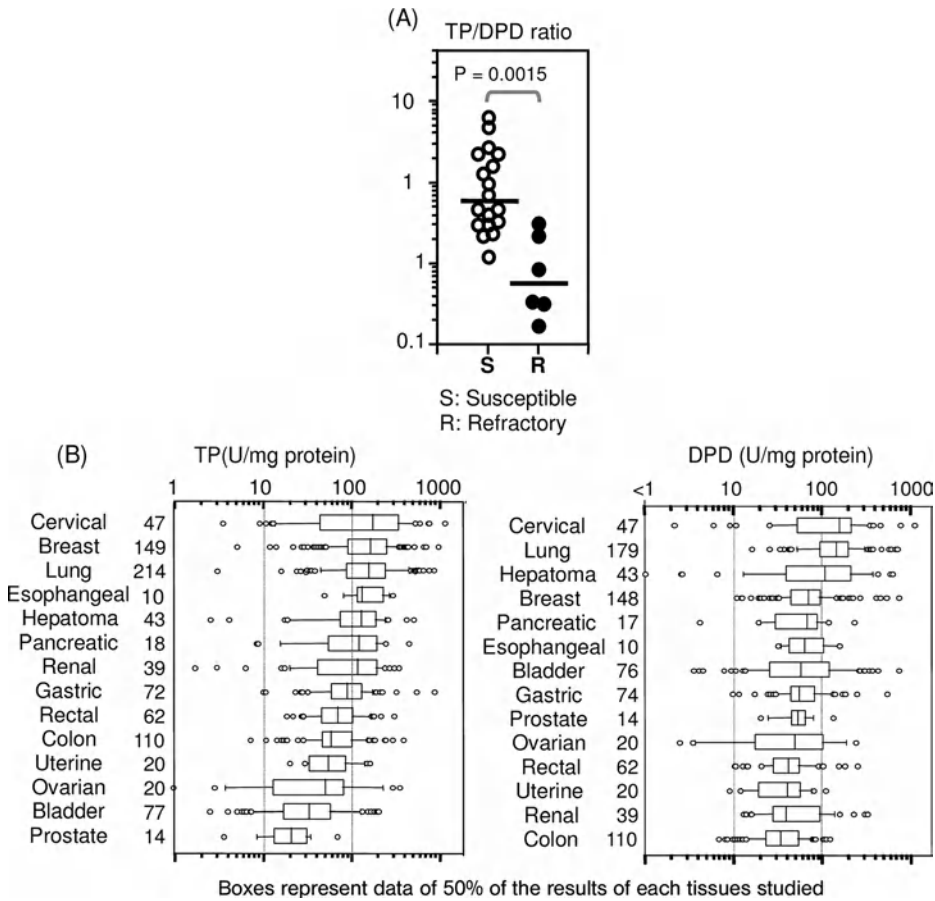 (A)
TP/DPD ratio
P = 0.0015
10
1
1
0.1
S R
S: Susceptible
R: Refractory
(B) TP(U/mg protein)
1 10 100 1000
Cervical 47
Breast 149
Lung 214
Esophangeal 10
Hepatoma 43
Pancreatic 18
Renal 39
Gastric 72
Rectal 62
Colon 110
Uterine 20
Ovarian 20
Bladder 77
Prostate 14
DPD (U/mg protein)
<1 10 100 1000
Cervical 47
Lung 179
Hepatoma 43
Breast 148
Pancreatic 17
Esophangeal 10
Bladder 76
Gastric 74
Prostate 14
Ovarian 20
Rectal 62
Uterine 20
Renal 39
Colon 110
Boxes represent data of 50% of the results of each tissues studied